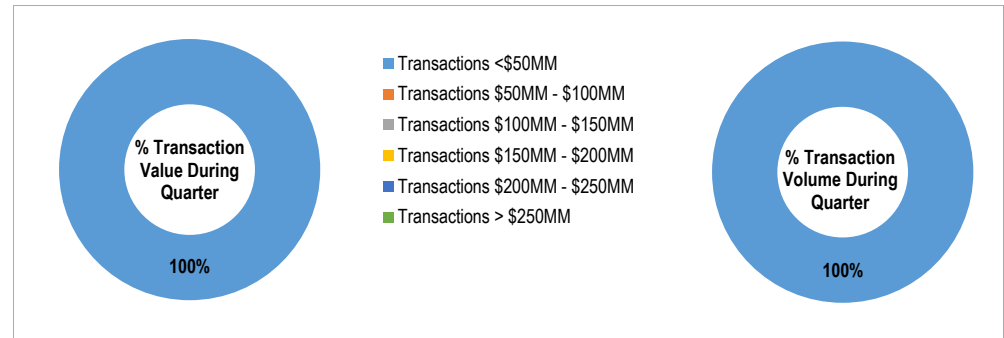 % Transaction
Value During
Quarter
100%
Transactions <$50MM
Transactions $50MM - $100MM
Transactions $100MM - $150MM
Transactions $150MM - $200MM
Transactions $200MM - $250MM
Transactions > $250MM
% Transaction
Volume During
Quarter
100%